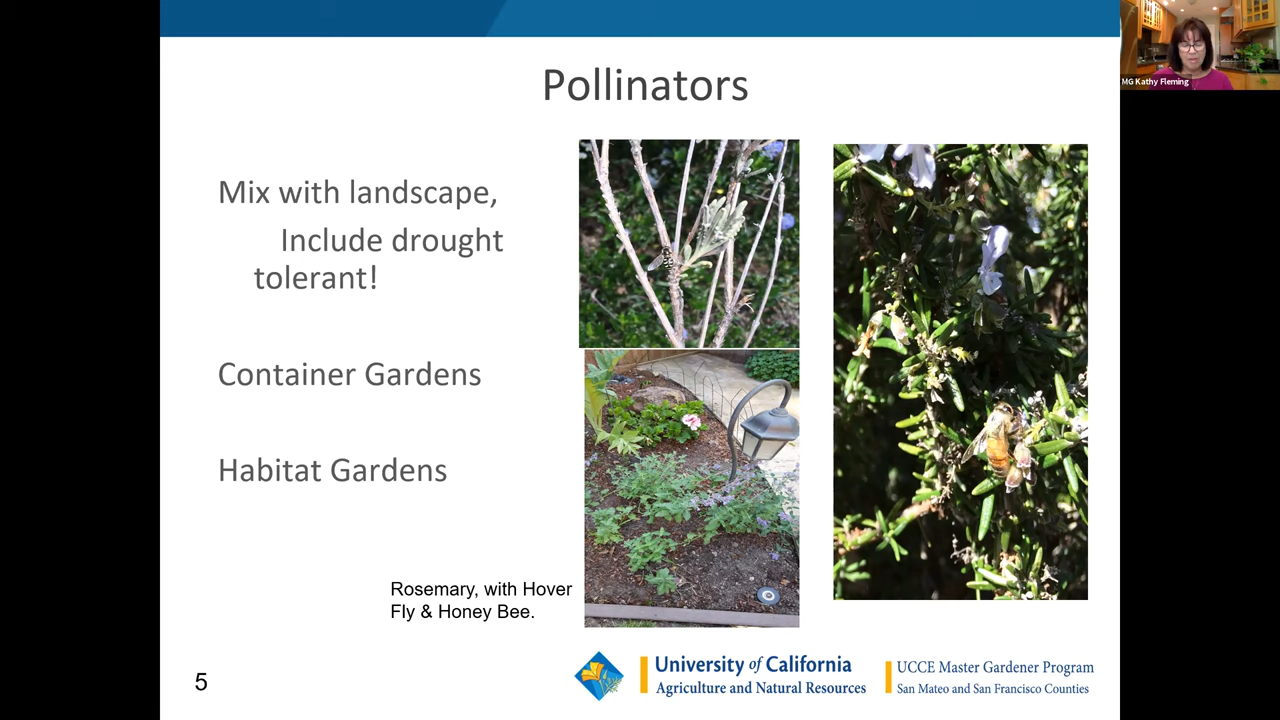 MG Kathy Fleming
Pollinators
Mix with landscape,
Include drought
tolerant!
Container Gardens
Habitat Gardens
Rosemary, with Hover
Fly & Honey Bee.
5
University of California
Agriculture and Natural Resources
UCCE Master Gardener Program
San Mateo and San Francisco Counties